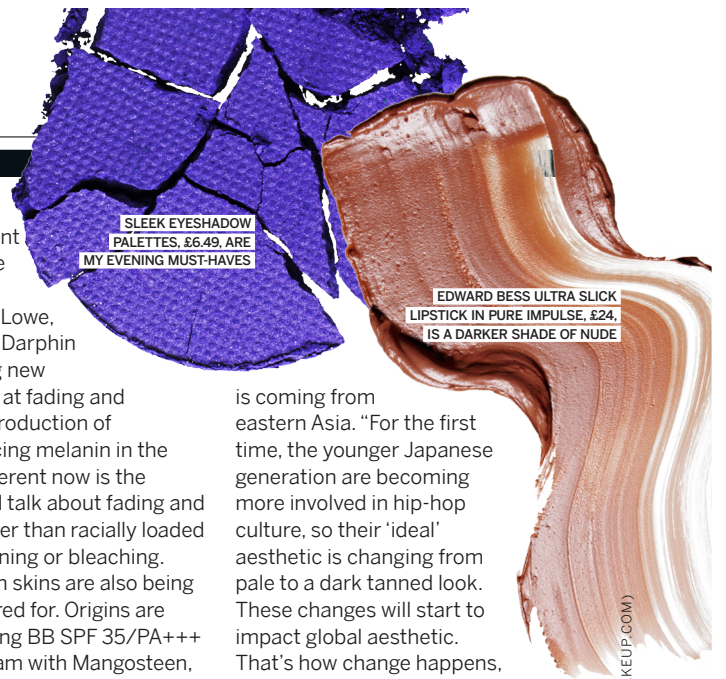 SLEEK EYESHADOW
PALETTES, £6.49, ARE
MY EVENING MUST-HAVES
EDWARD BESS ULTRA SLICK
LIPSTICK IN PURE IMPULSE, £24,
IS A DARKER SHADE OF NUDE
Lowe,
Darphin
new
at fading and
of
melanin in the
now is the
talk about fading and
than racially loaded
or bleaching.
skins are also being
for. Origins are
BB SPF 35/PA+++
with Mangosteen,
is coming from
eastern Asia. “For the first
time, the younger Japanese
generation are becoming
more involved in hip-hop
culture, so their ‘ideal’
aesthetic is changing from
pale to a dark tanned look.
These changes will start to
impact global aesthetic.
That’s how change happens,
KEUP.COM)